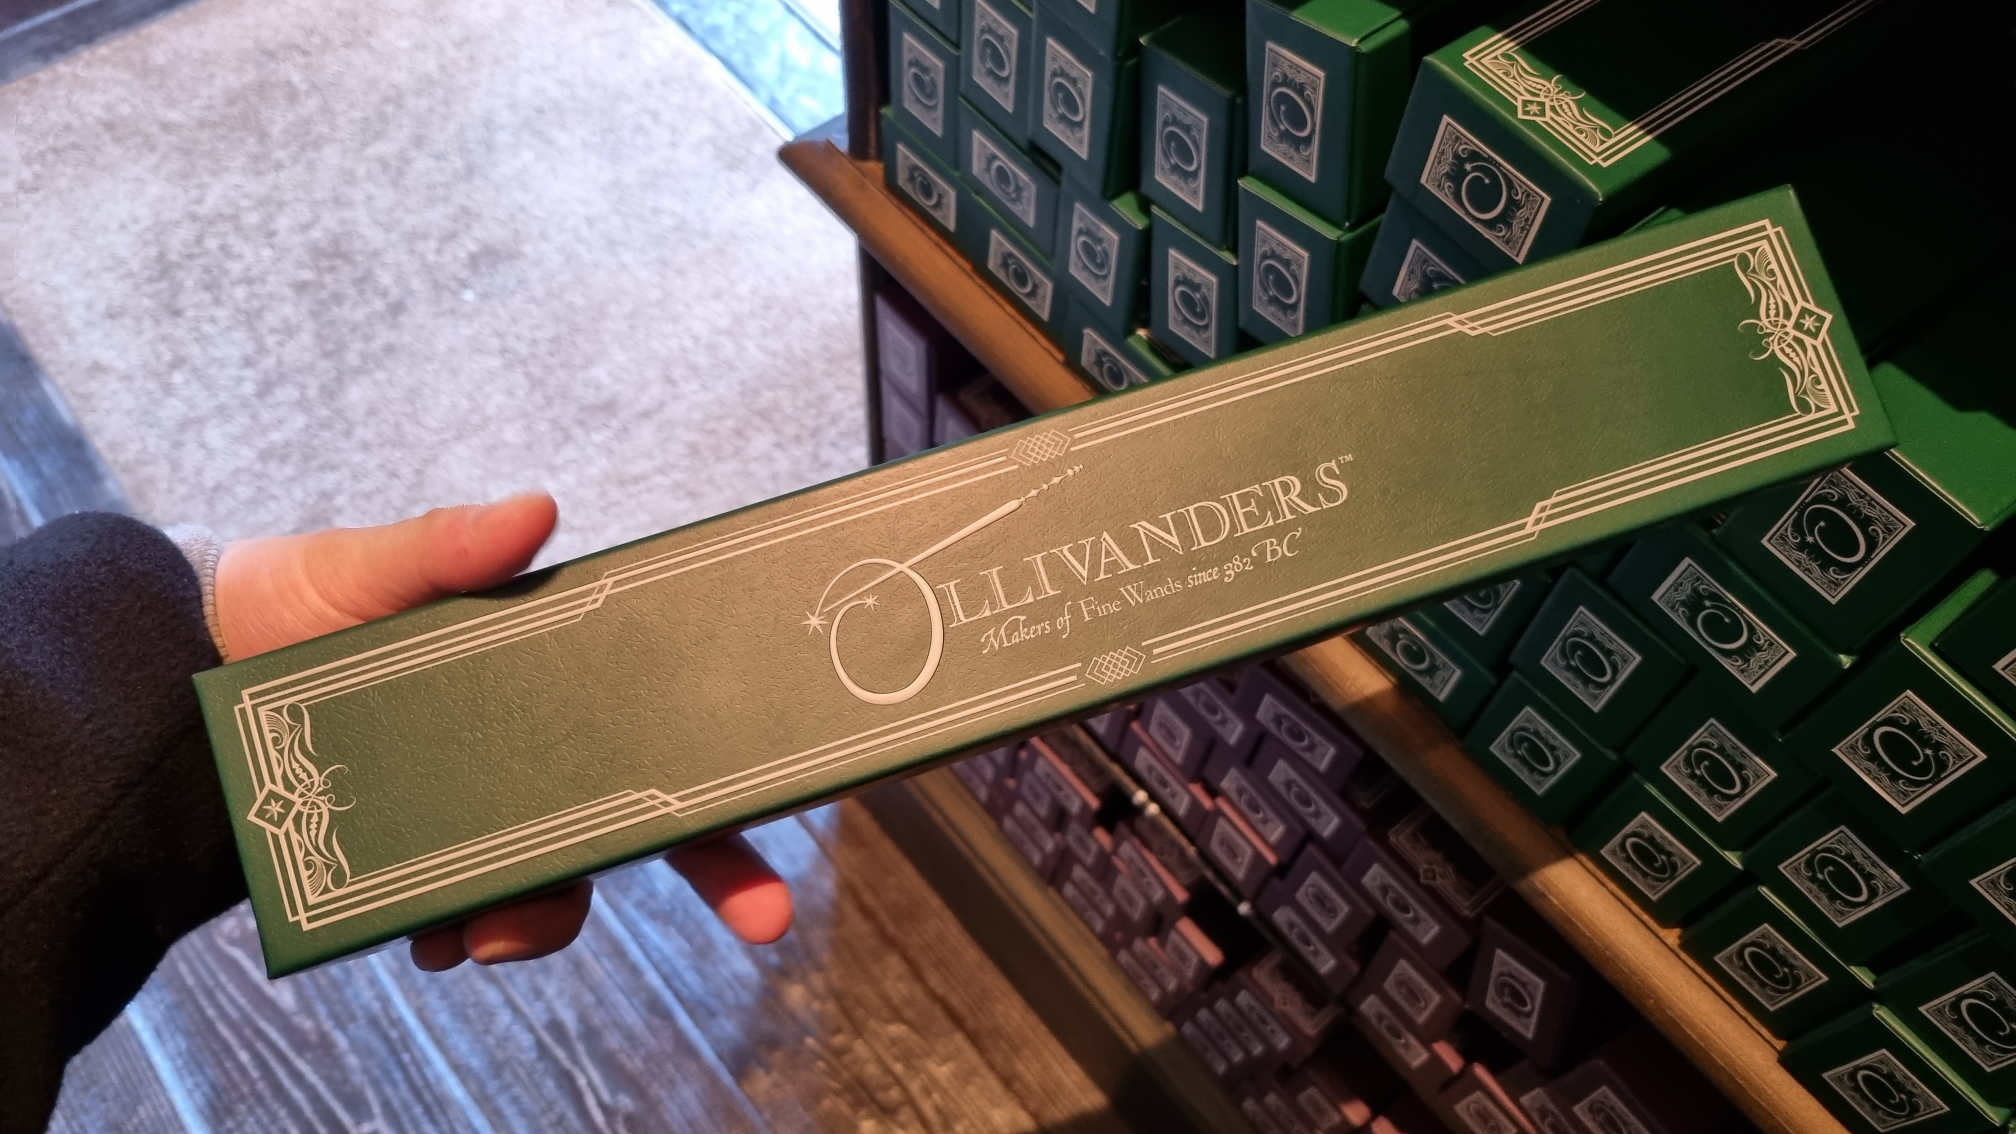 OLLIVANDERS™
Makers of Fine Wands since 382 BC